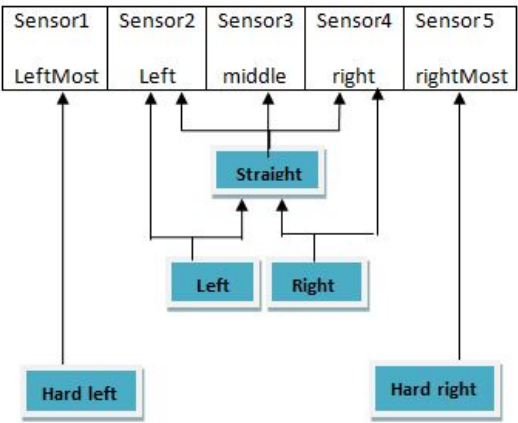 Sensor1 Sensor2 Sensor3 Sensor4 Sensor5
LeftMost Left middle right rightMost
Straight
Left Right
Hard left Hard right